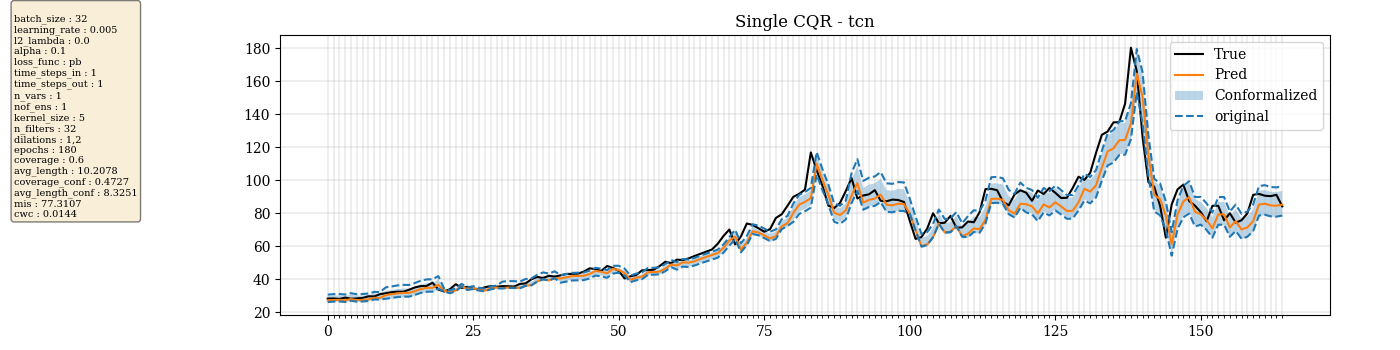 batch_size : 32
learning_rate : 0.005
l2_lambda : 0.0
alpha : 0.1
loss_func : pb
time_steps_in : 1
time_steps_out : 1
n_vars : 1
nof_ens : 1
kernel_size : 5
n_filters : 32
dilations : 1,2
epochs : 180
coverage : 0.6
avg_length : 10.2078
coverage_conf : 0.4727
avg_length_conf : 8.3251
mis : 77.3107
cwc : 0.0144
Single CQR - tcn
180
160
140
120
100
80
60
40
20
0 25 50 75 100 125 150
True
Pred
Conformalized
original